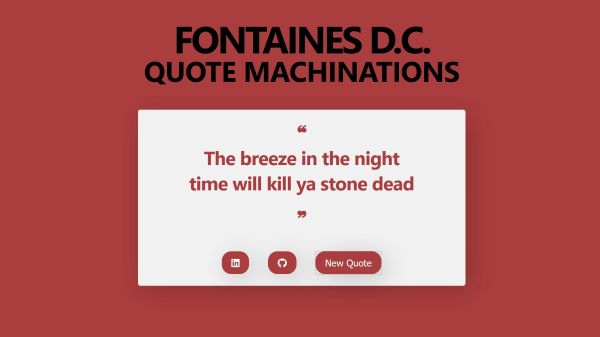 FONTAINES D.C.
QUOTE MACHINATIONS
❝
The breeze in the night
time will kill ya stone dead
❞
New Quote